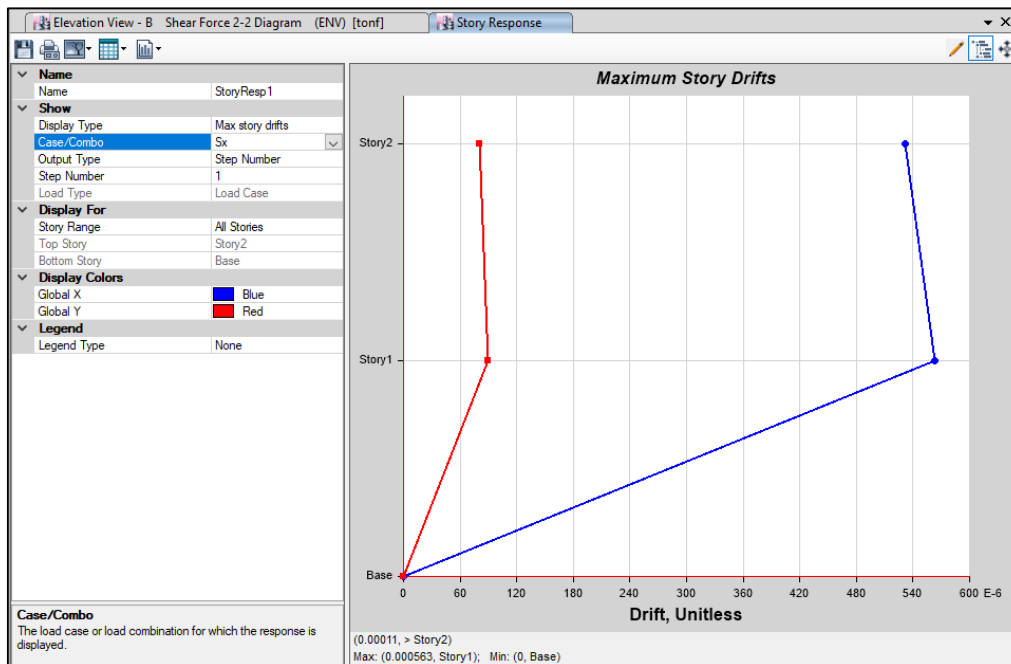 Elevation View - B   Shear Force 2-2 Diagram   (ENV)  [tonf]
Story Response
Name
Name StoryResp1
Show
Display Type Max story drifts
Case/Combo Sx
Output Type Step Number
Step Number 1
Load Type Load Case
Display For
Story Range All Stories
Top Story Story2
Bottom Story Base
Display Colors
Global X Blue
Global Y Red
Legend
Legend Type None
Case/Combo
The load case or load combination for which the response is
displayed.
Maximum Story Drifts
Story2
Story1
Base
0 60 120 180 240 300 360 420 480 540 600 E-6
Drift, Unitless
(0.00011, > Story2)
Max: (0.000563, Story1);  Min: (0, Base)